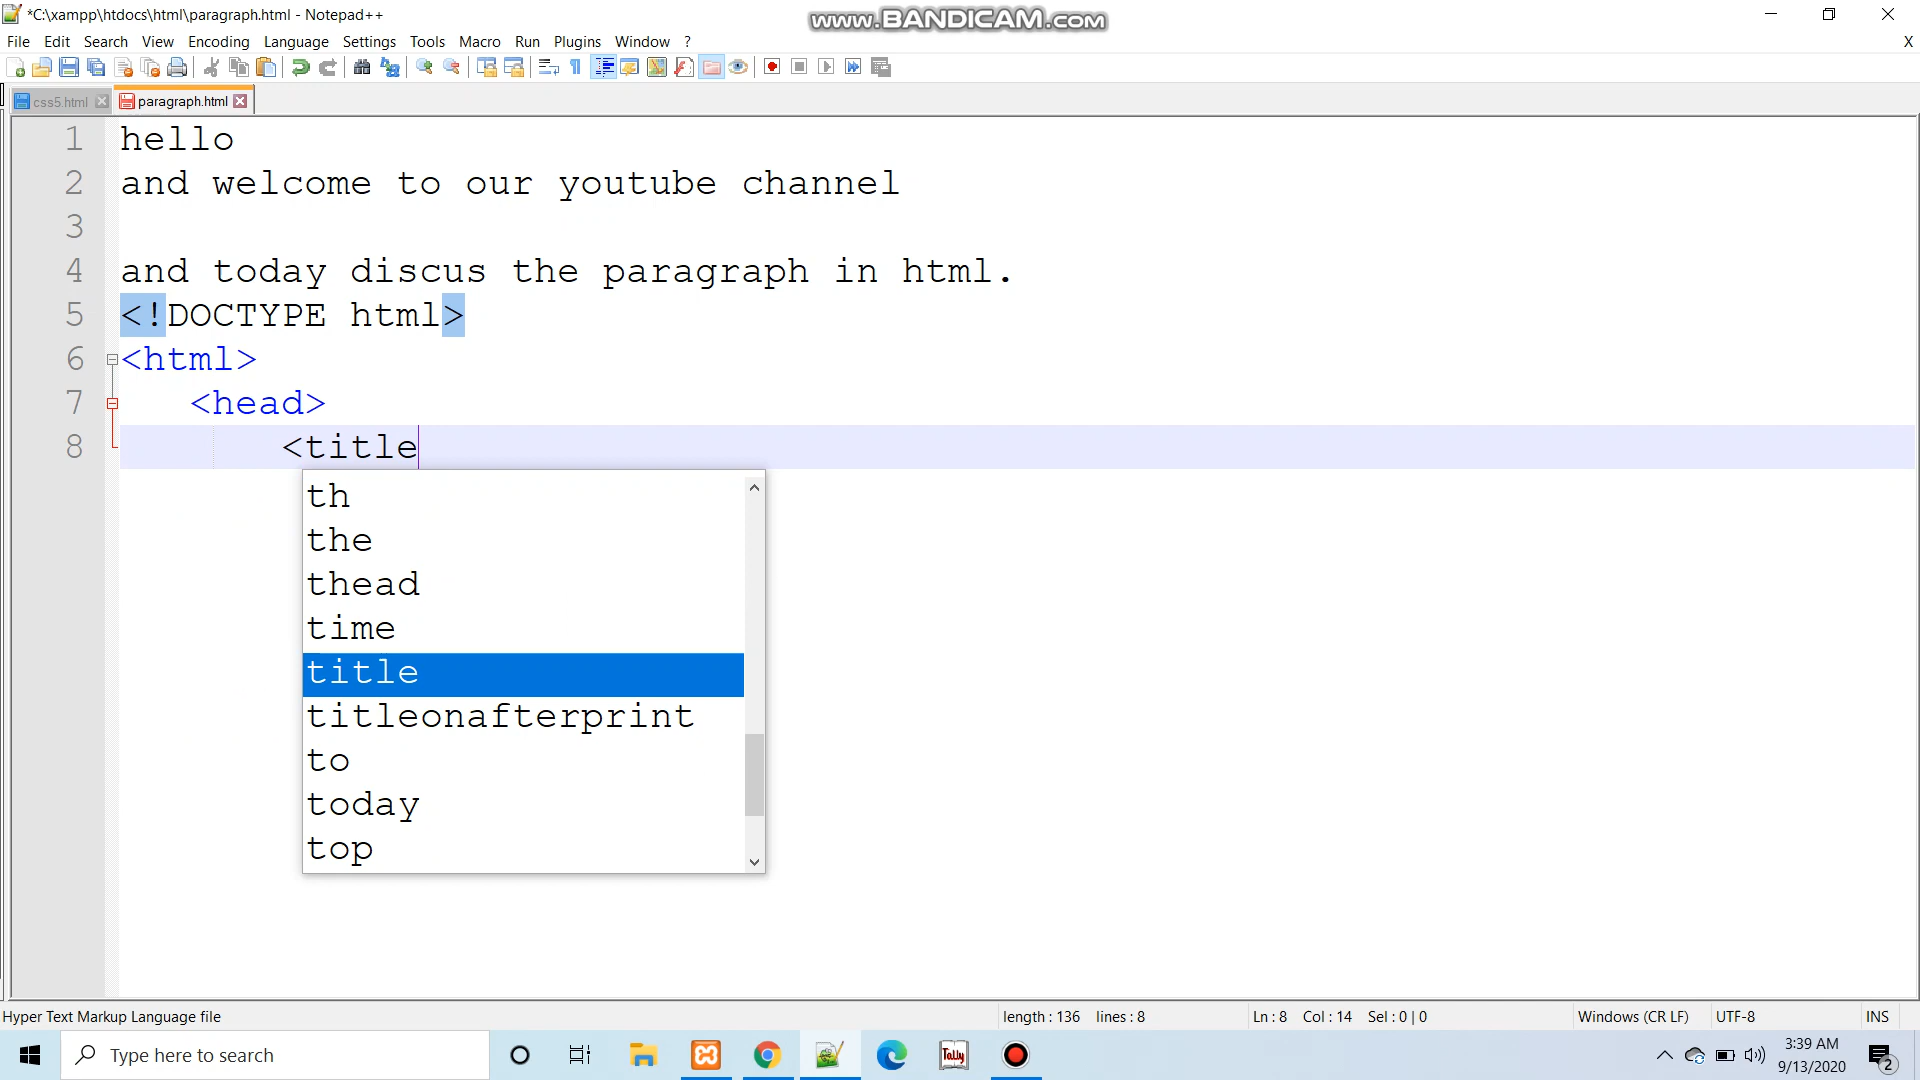 *C:\xampp\htdocs\html\paragraph.html - Notepad++
www.BANDICAM.com
File Edit Search View Encoding Language Settings Tools Macro Run Plugins Window ? X
css5.html paragraph.html
1 hello
2 and welcome to our youtube channel
3
4 and today discus the paragraph in html.
5 <!DOCTYPE html>
6 <html>
7 <head>
8 <title
th
the
thead
time
title
titleonafterprint
to
today
top
Hyper Text Markup Language file length : 136 lines : 8 Ln : 8 Col : 14 Sel : 0 | 0 Windows (CR LF) UTF-8 INS
Type here to search
Tally
3:39 AM
9/13/2020
2